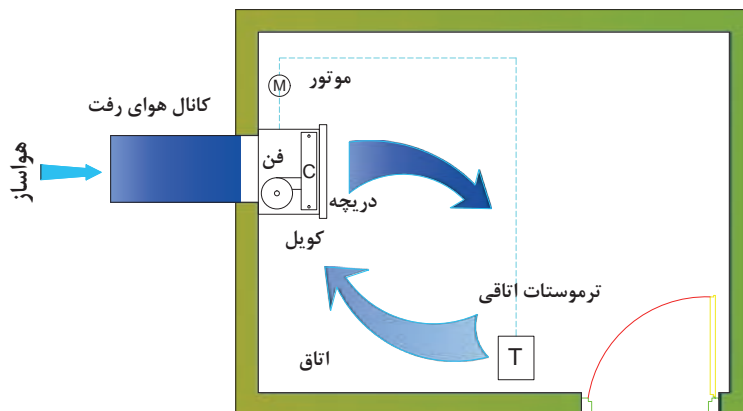 موتور
M
کانال هوای رفت
هواساز
فن
C
دریچه
کویل
ترموستات اتاقی
T
اتاق